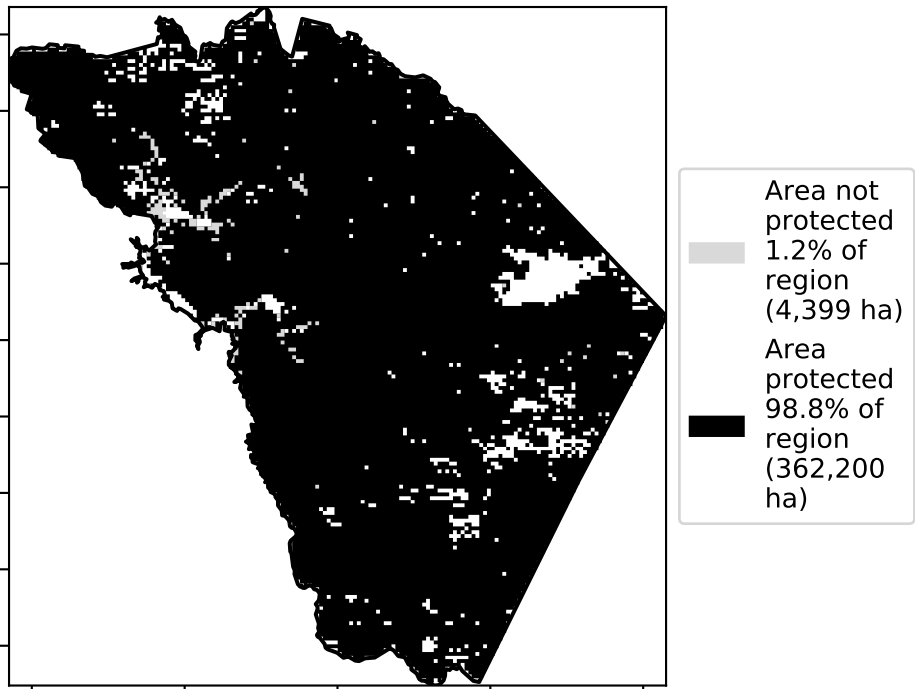 Area not
protected
1.2% of
region
(4,399 ha)
Area
protected
98.8% of
region
(362,200
ha)